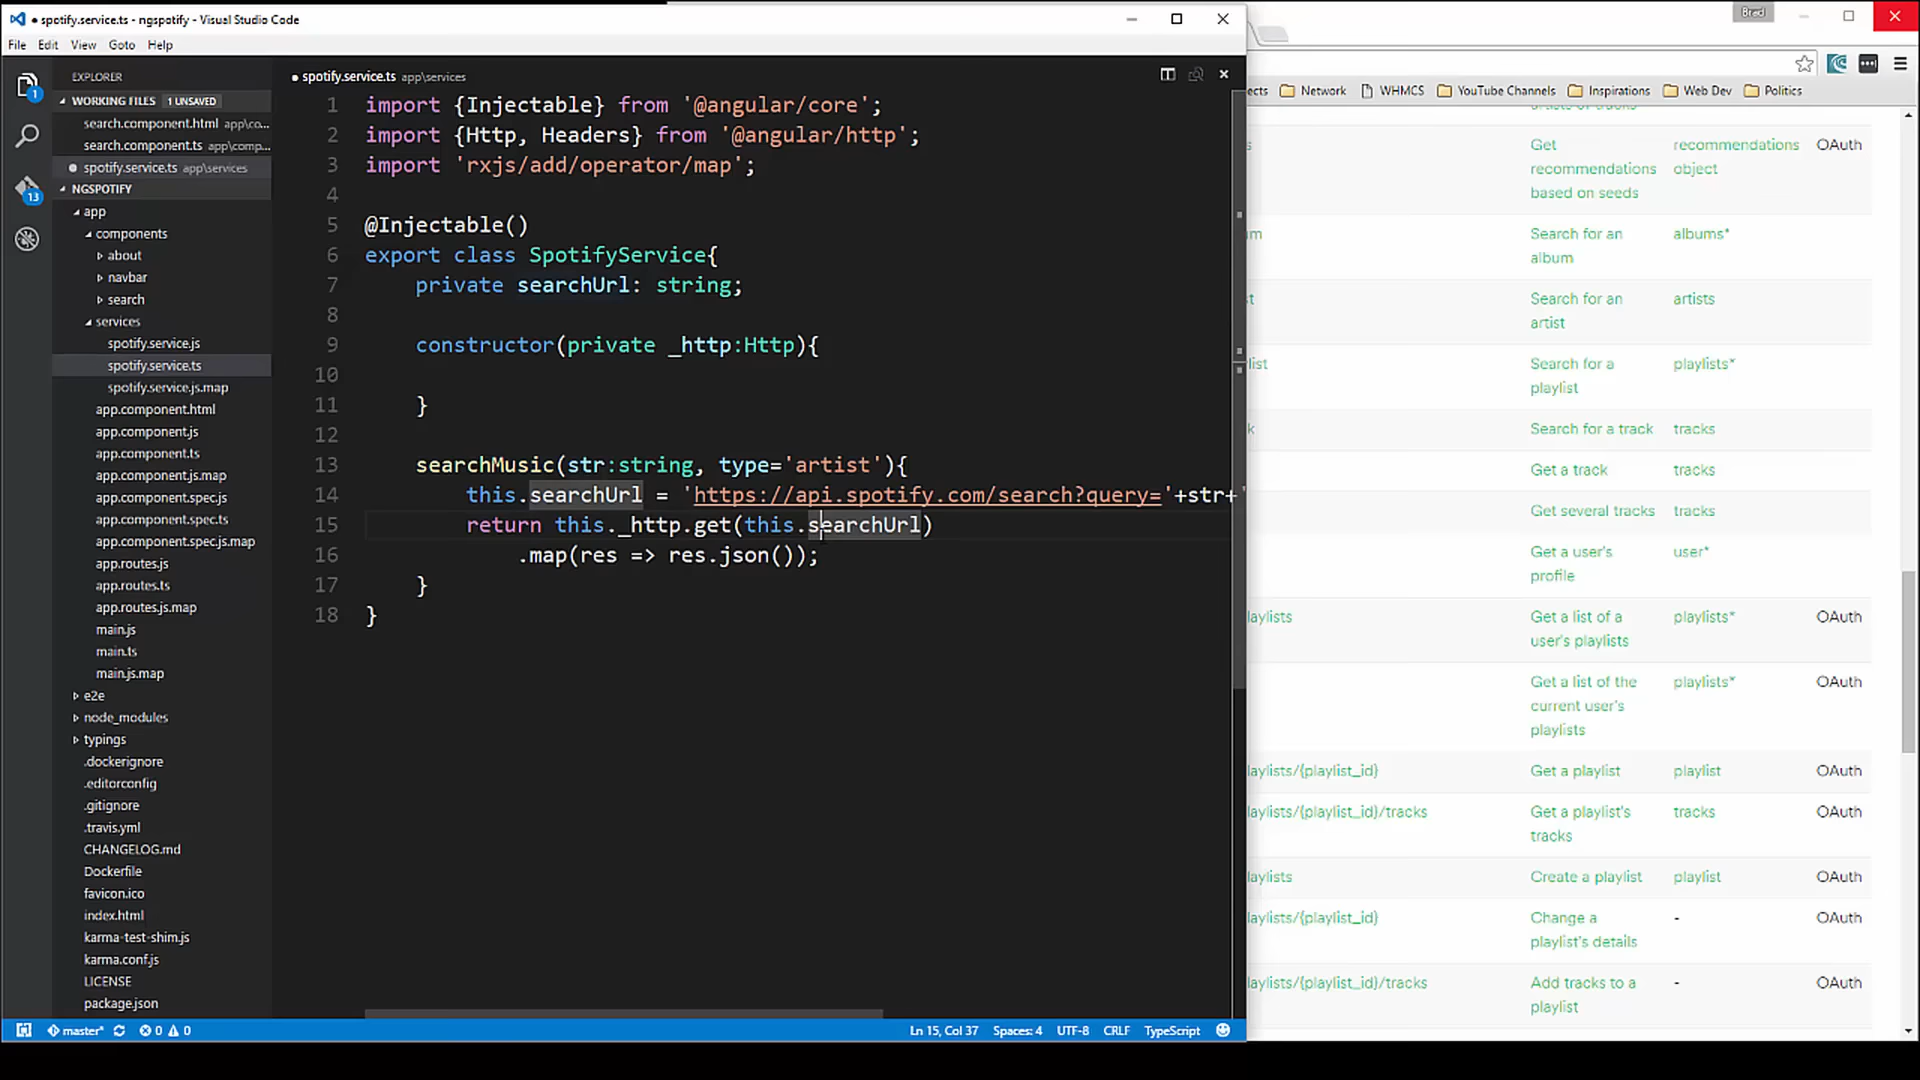 spotify.service.ts - ngspotify - Visual Studio Code
File Edit View Goto Help
EXPLORER
WORKING FILES 1 UNSAVED
search.component.html app\co...
search.component.ts app\comp...
spotify.service.ts app\services
NGSPOTIFY
app
components
about
navbar
search
services
spotify.service.js
spotify.service.ts
spotify.service.js.map
app.component.html
app.component.js
app.component.ts
app.component.js.map
app.component.spec.js
app.component.spec.ts
app.component.spec.js.map
app.routes.js
app.routes.ts
app.routes.js.map
main.js
main.ts
main.js.map
e2e
node_modules
typings
.dockerignore
.editorconfig
.gitignore
.travis.yml
CHANGELOG.md
Dockerfile
favicon.ico
index.html
karma-test-shim.js
karma.conf.js
LICENSE
package.json
1
13
spotify.service.ts app\services
1 import {Injectable} from '@angular/core';
2 import {Http, Headers} from '@angular/http';
3 import 'rxjs/add/operator/map';
4
5 @Injectable()
6 export class SpotifyService{
7 private searchUrl: string;
8
9 constructor(private _http:Http){
10
11 }
12
13 searchMusic(str:string, type='artist'){
14 this.searchUrl = 'https://api.spotify.com/search?query='+str+'
15 return this._http.get(this.searchUrl)
16 .map(res => res.json());
17 }
18 }
master* 0 0 Ln 15, Col 37 Spaces: 4 UTF-8 CRLF TypeScript
Brad
ects Network WHMCS YouTube Channels Inspirations Web Dev Politics
s Get recommendations OAuth
recommendations object
based on seeds
um Search for an albums*
album
st Search for an artists
artist
list Search for a playlists*
playlist
k Search for a track tracks
Get a track tracks
Get several tracks tracks
Get a user's user*
profile
laylists Get a list of a playlists* OAuth
user's playlists
Get a list of the playlists* OAuth
current user's
playlists
laylists/{playlist_id} Get a playlist playlist OAuth
laylists/{playlist_id}/tracks Get a playlist's tracks OAuth
tracks
laylists Create a playlist playlist OAuth
laylists/{playlist_id} Change a - OAuth
playlist's details
laylists/{playlist_id}/tracks Add tracks to a - OAuth
playlist